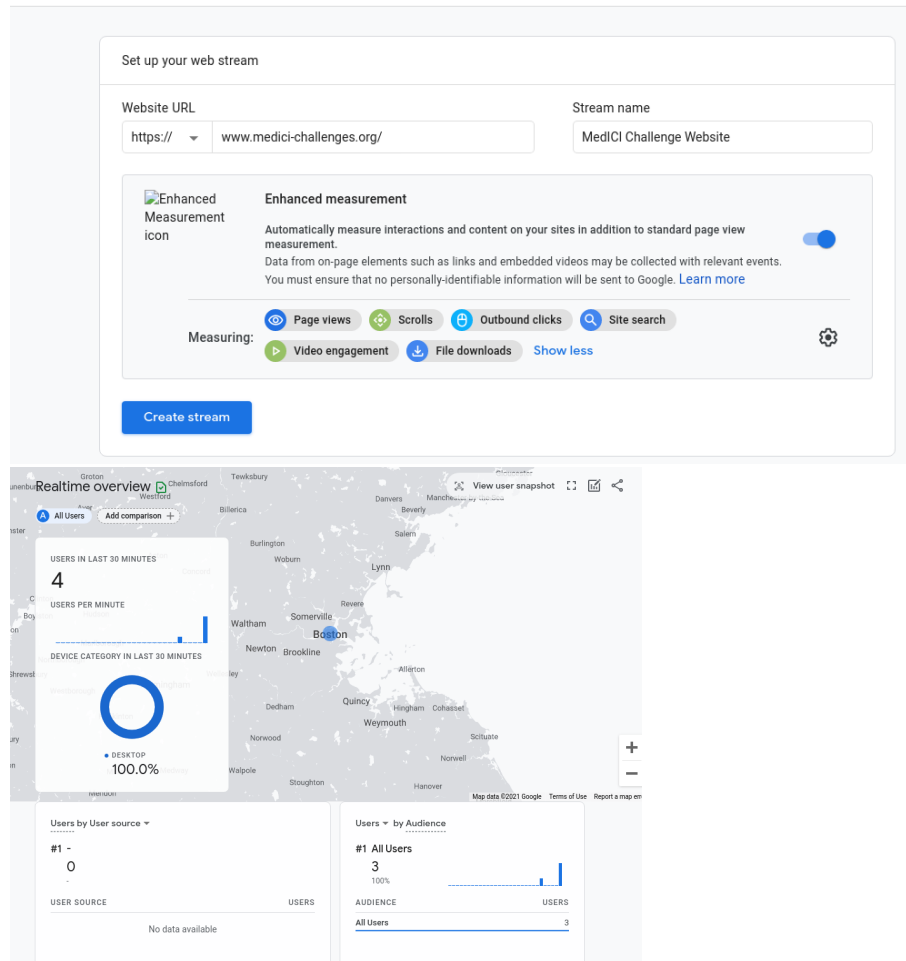 Set up your web stream
Website URL
Stream name
https://
www.medici-challenges.org/
MedICI Challenge Website
Enhanced Measurement icon
Enhanced measurement
Automatically measure interactions and content on your sites in addition to standard page view
measurement.
Data from on-page elements such as links and embedded videos may be collected with relevant events.
You must ensure that no personally-identifiable information will be sent to Google. Learn more
Measuring:
Page views
Scrolls
Outbound clicks
Site search
Video engagement
File downloads
Show less
Create stream
Groton
Tewksbury
Realtime overview
Chelmsford
View user snapshot
Westford
Danvers
Billerica
Beverly
All Users
Add comparison +
Salem
Burlington
Woburn
USERS IN LAST 30 MINUTES
4
Lynn
USERS PER MINUTE
Revere
Somerville
Waltham
Boston
Newton
Brookline
DEVICE CATEGORY IN LAST 30 MINUTES
Allerton
Quincy
Hingham
Cohasset
Dedham
Weymouth
Scituate
Norwood
DESKTOP
100.0%
Norwell
Walpole
Stoughton
Hanover
Map data ©2021 Google
Terms of Use
Report a map
Users by User source
#1 -
0
-
USER SOURCE
USERS
No data available
Users by Audience
#1 All Users
3
100%
AUDIENCE
USERS
All Users
3